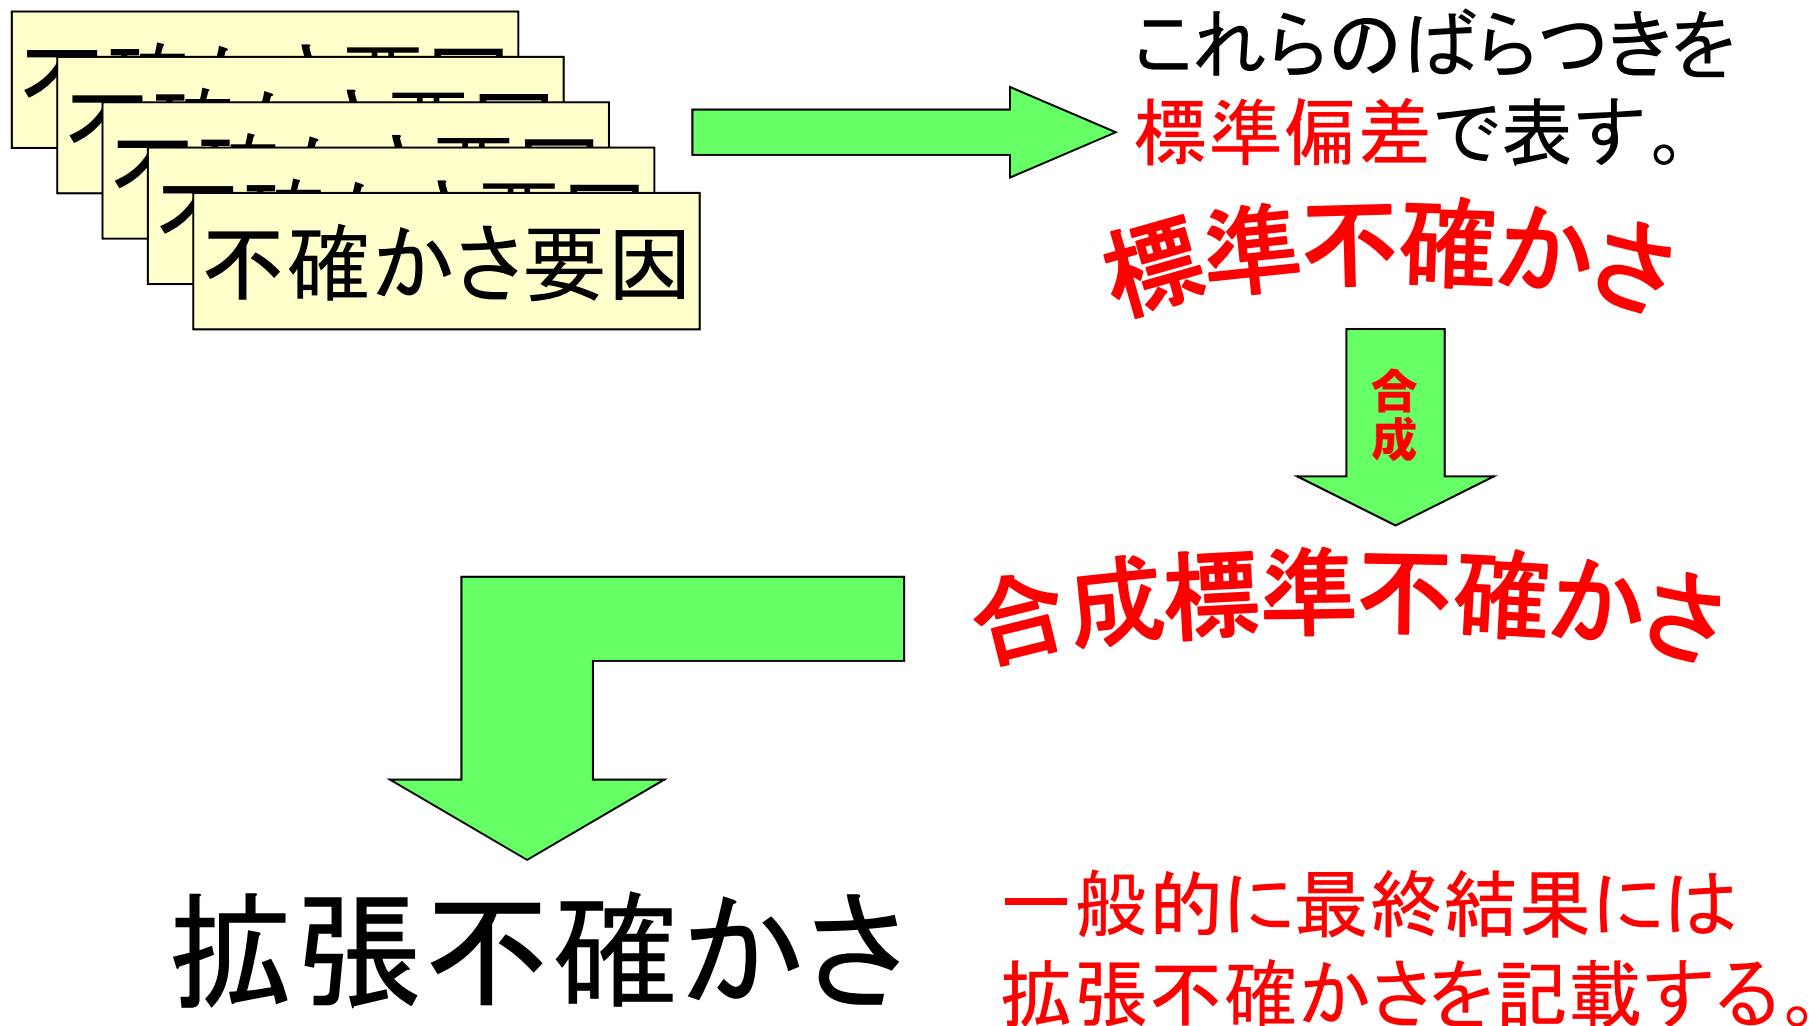 不確かさ要因
これらのばらつきを
標準偏差で表す。
標準不確かさ
合成
合成標準不確かさ
拡張不確かさ
一般的に最終結果には
拡張不確かさを記載する。